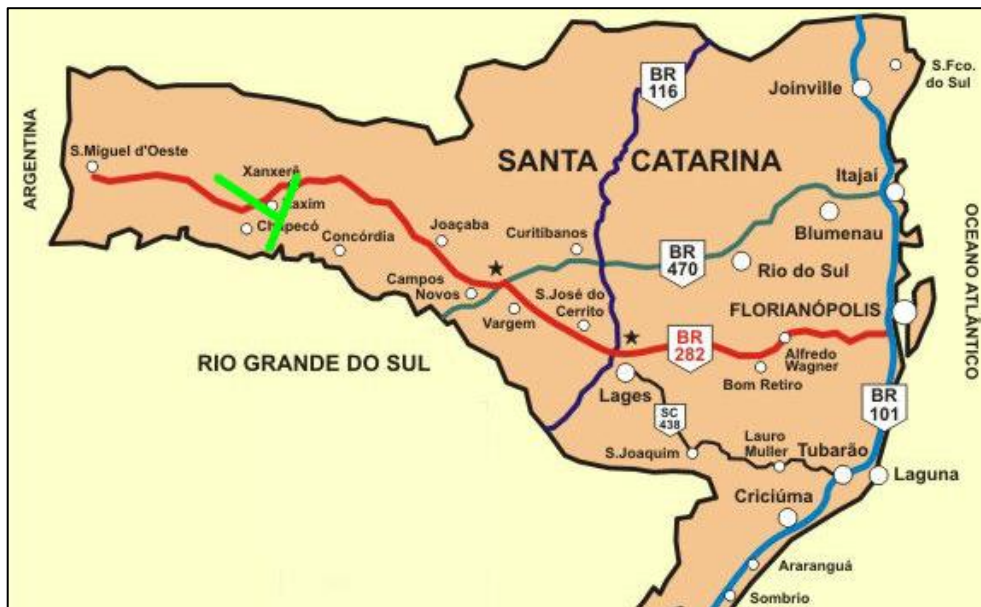 S.Fco.
do Sul
BR
116
Joinville
ARGENTINA
S.Miguel d'Oeste
Xanxerê
SANTA CATARINA
Itajaí
Xaxim
Chapecó
Concórdia
Joaçaba
Curitibanos
BR
470
Blumenau
Rio do Sul
OCEANO ATLÂNTICO
Campos
Novos
Vargem
S.José do
Cerrito
FLORIANÓPOLIS
RIO GRANDE DO SUL
BR
282
Alfredo
Wagner
Bom Retiro
Lages
BR
101
SC
438
S.Joaquim
Lauro
Muller
Tubarão
Laguna
Criciúma
Araranguá
Sombrio